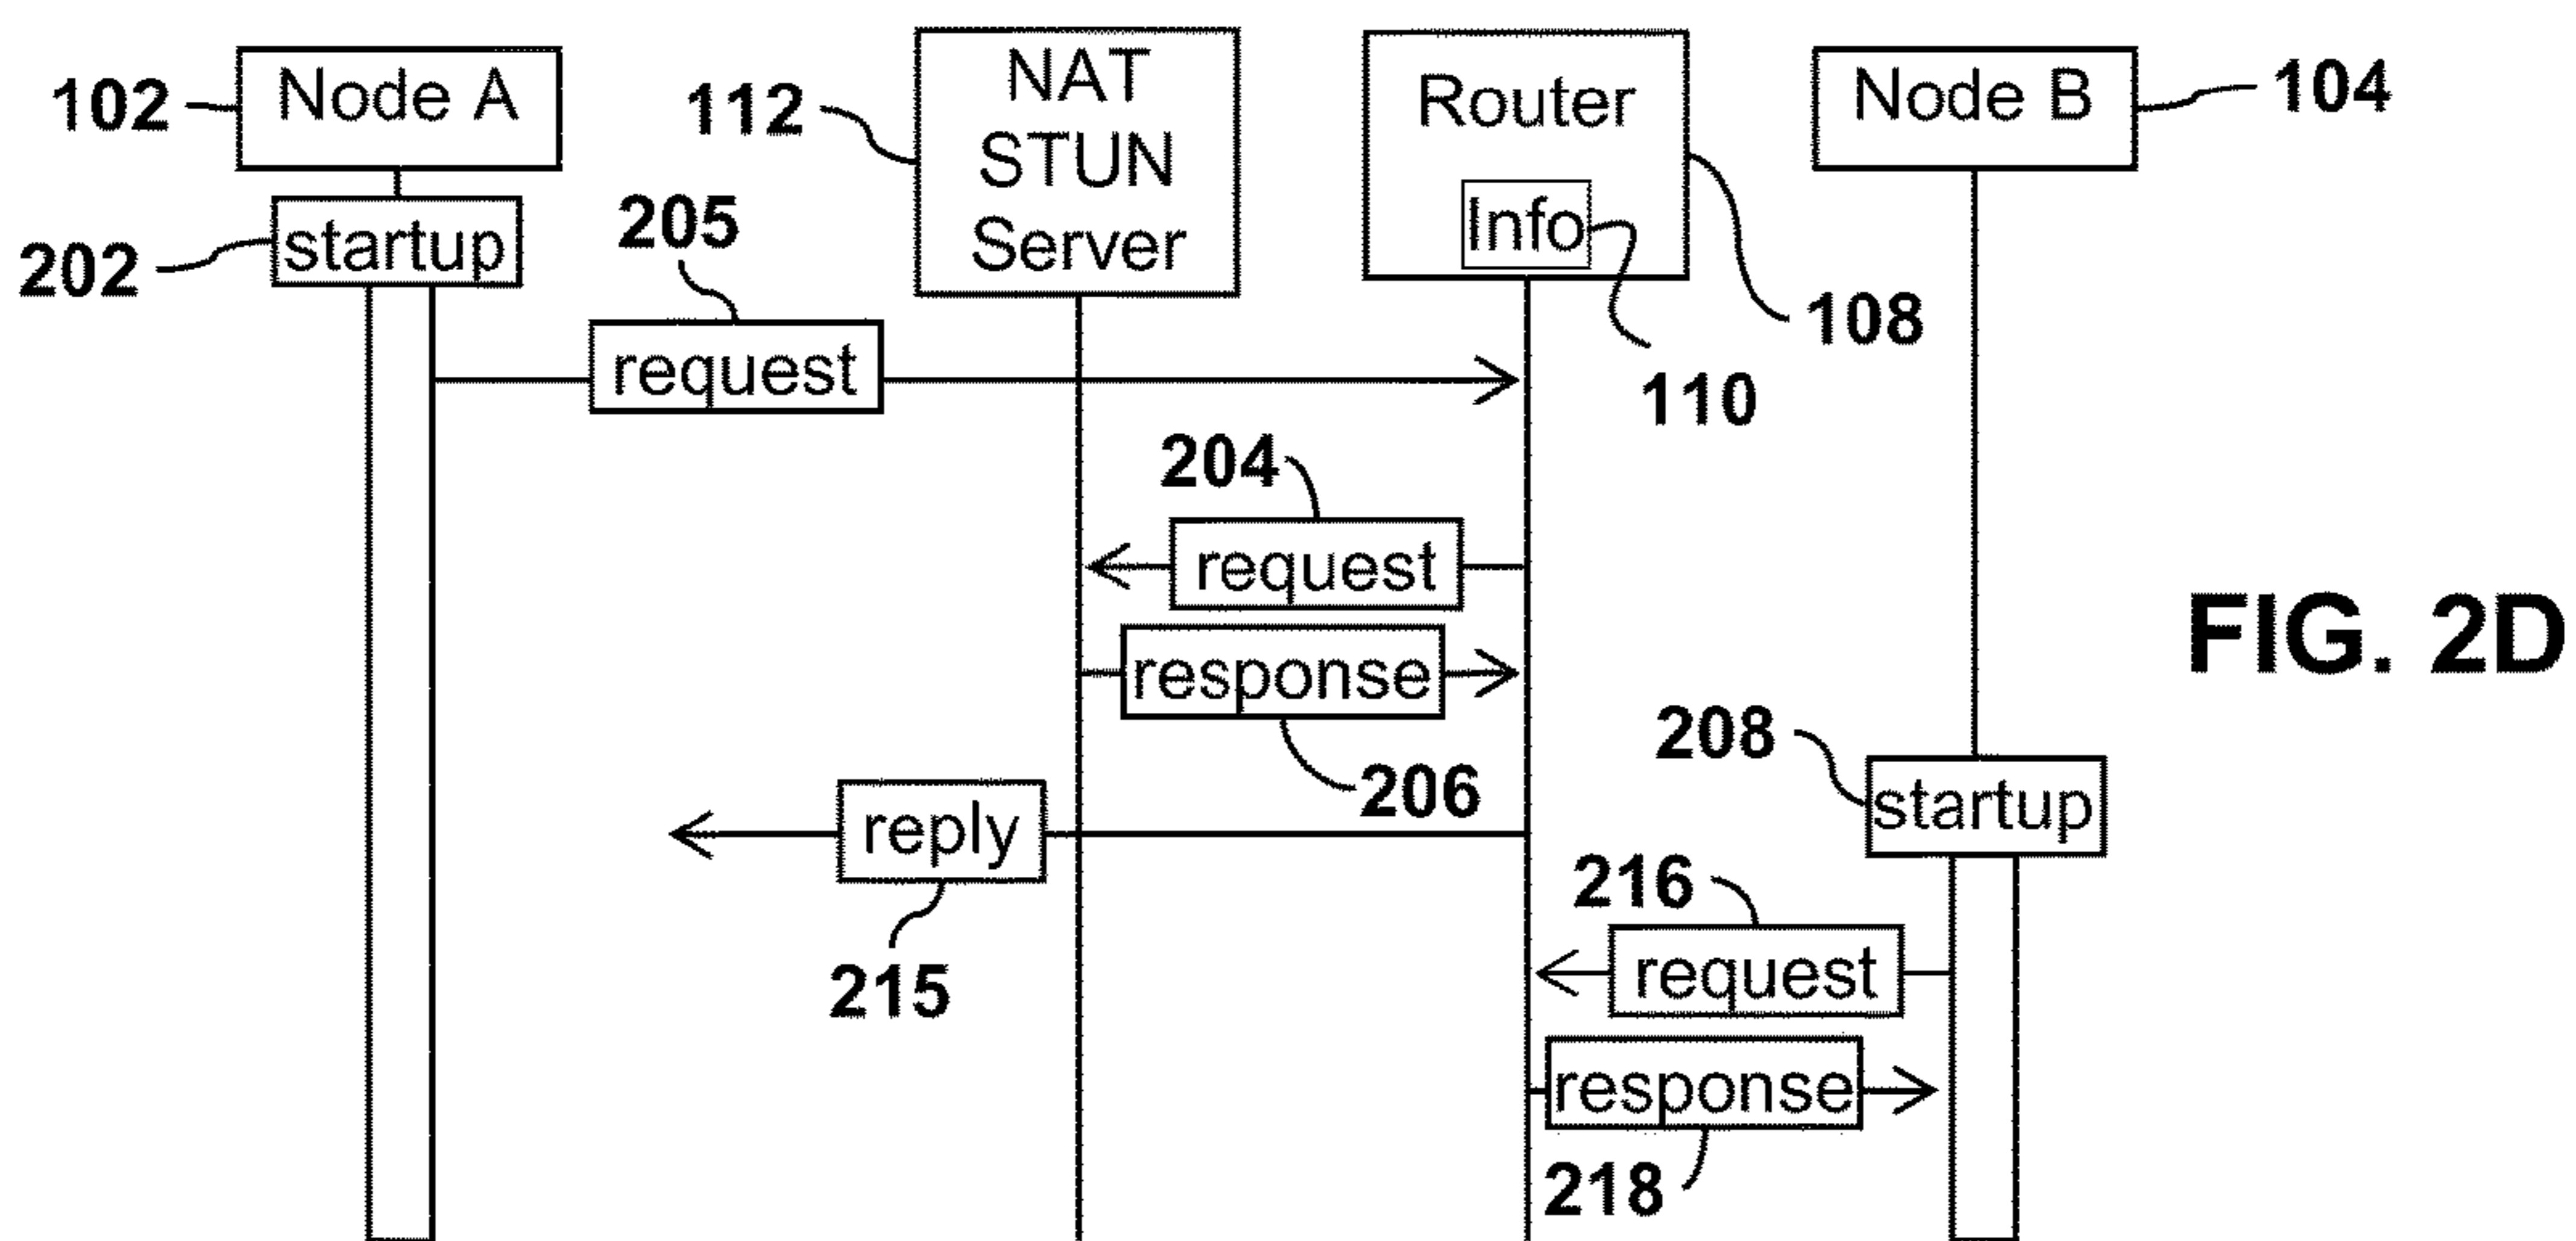 102
Node A
112
NAT
STUN
Server
Router
Info
Node B
104
202
startup
205
request
108
110
204
request
response
206
FIG. 2D
208
startup
reply
215
216
request
response
218